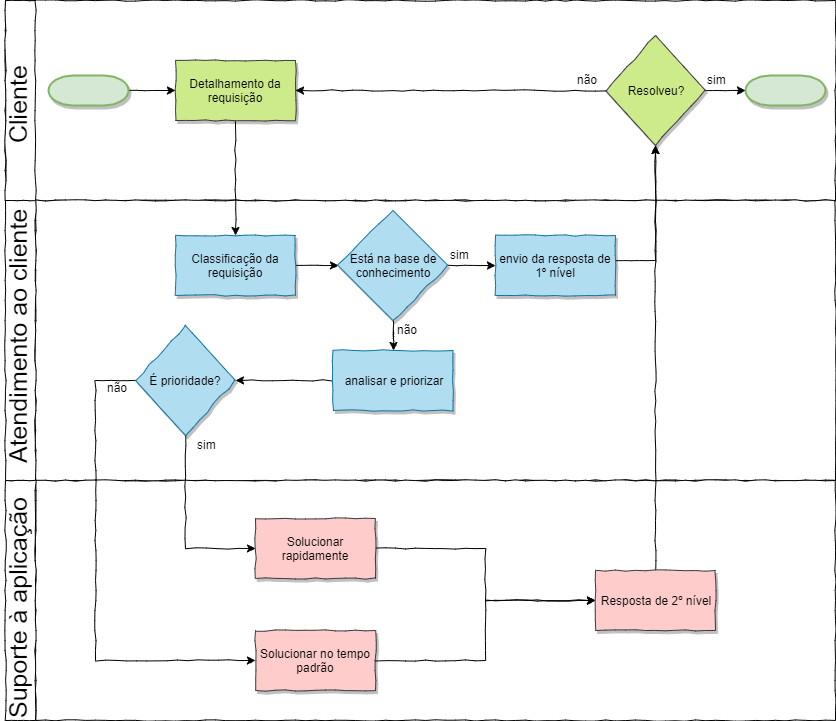 Cliente
Detalhamento da
requisição
não
Resolveu?
sim
Atendimento ao cliente
Classificação da
requisição
Está na base de
conhecimento
sim
envio da resposta de
1º nível
não
analisar e priorizar
É prioridade?
não
sim
Suporte à aplicação
Solucionar
rapidamente
Resposta de 2º nível
Solucionar no tempo
padrão